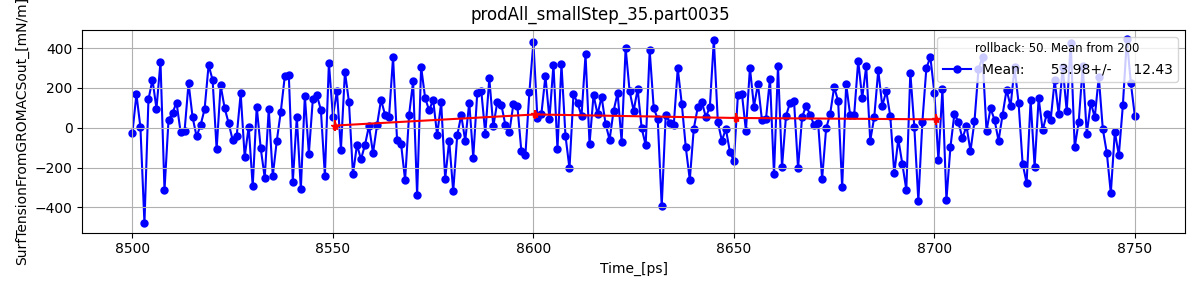 prodAll_smallStep_35.part0035
SurfTensionFromGROMACSout_[mN/m]
400
200
0
−200
−400
rollback: 50. Mean from 200
Mean: 53.98+/- 12.43
8500 8550 8600 8650 8700 8750
Time_[ps]